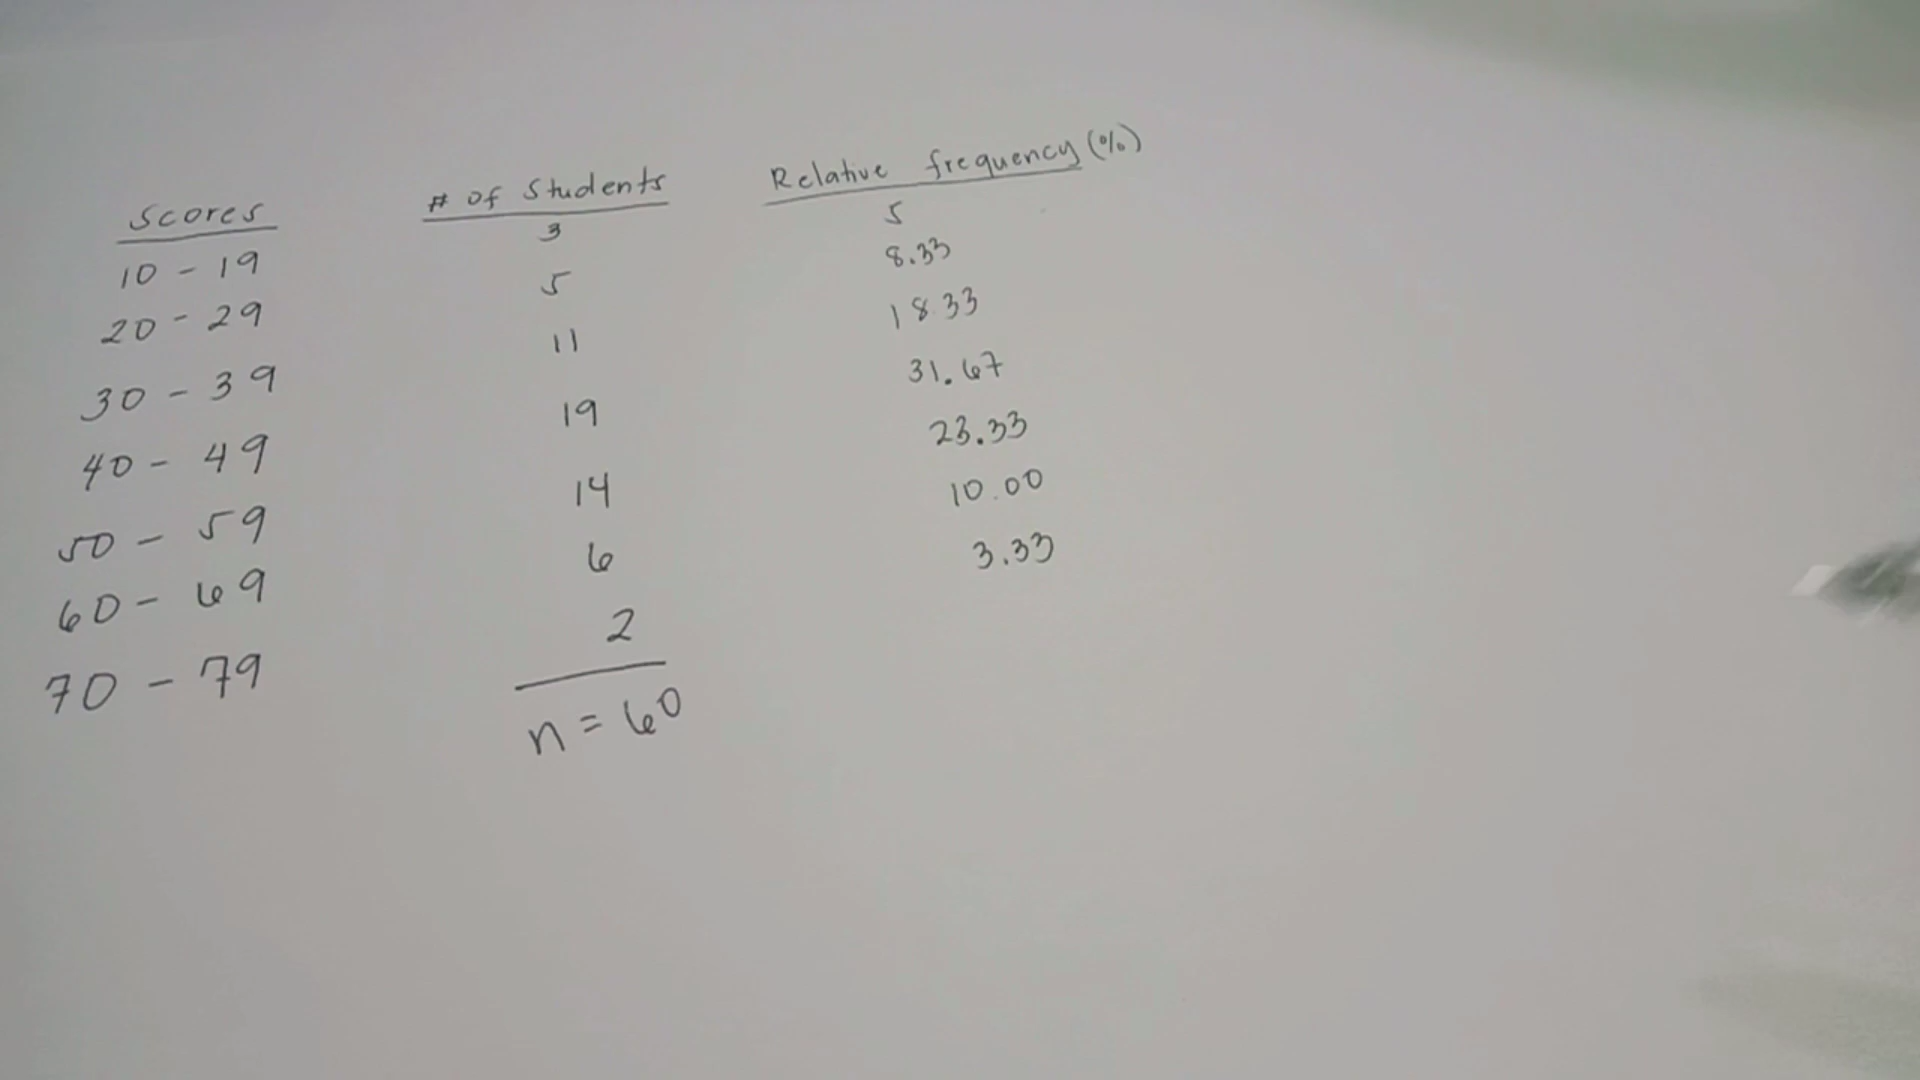 Scores # of Students Relative frequency (%)
10 - 19 3 5
20 - 29 5 8.33
30 - 39 11 18.33
40 - 49 19 31.67
50 - 59 14 23.33
60 - 69 6 10.00
70 - 79 2 3.33
n = 60